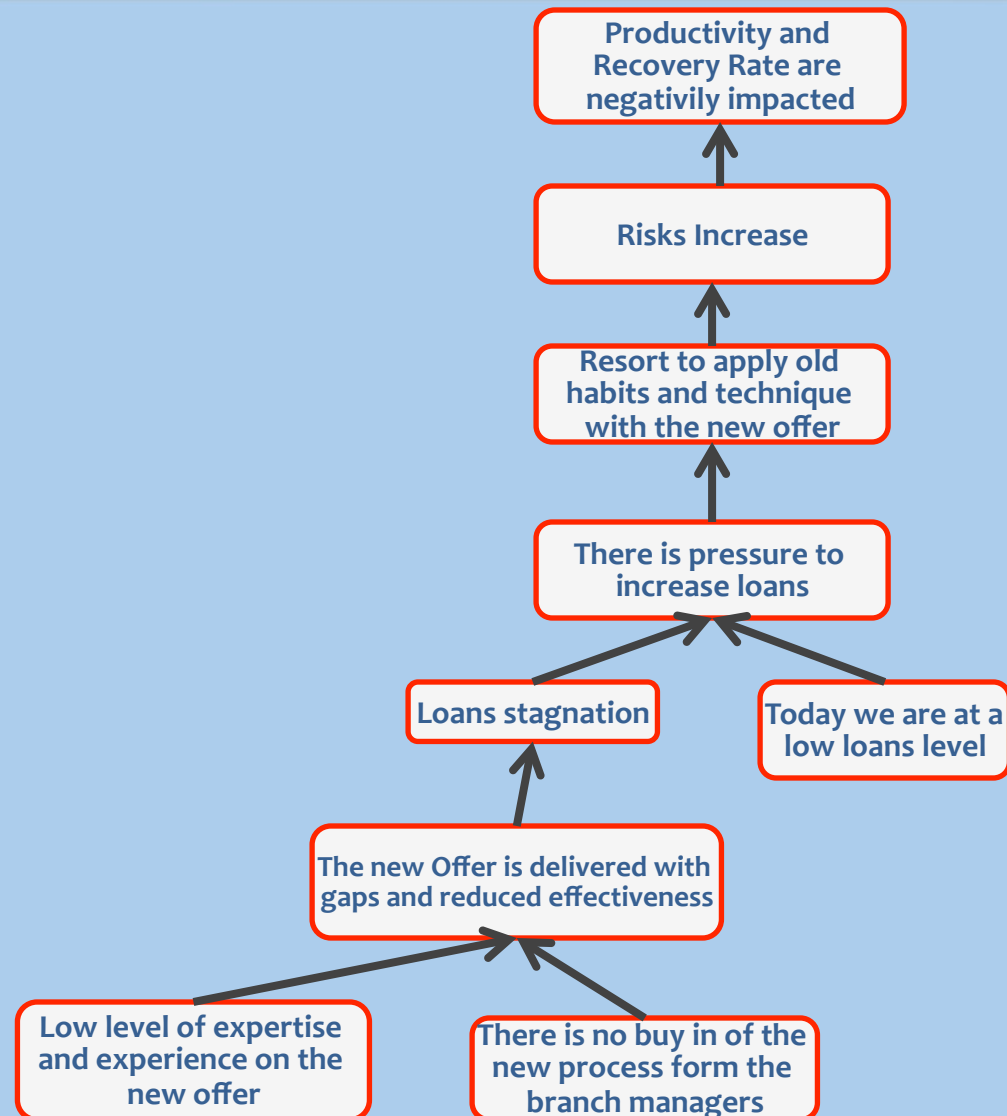 Productivity and
Recovery Rate are
negativily impacted
Risks Increase
Resort to apply old
habits and technique
with the new offer
There is pressure to
increase loans
Loans stagnation
Today we are at a
low loans level
The new Offer is delivered with
gaps and reduced effectiveness
Low level of expertise
and experience on the
new offer
There is no buy in of the
new process form the
branch managers